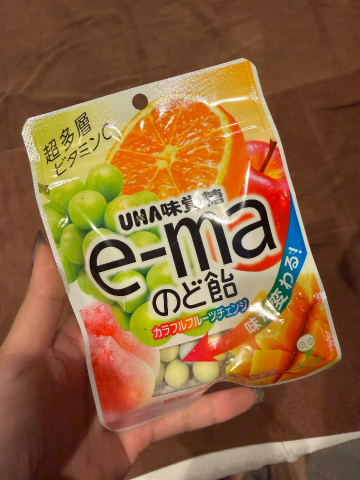 超多層
ビタミンC
UHA味覚糖
e-ma
のど飴
カラフルフルーツチェンジ
味が変わる!!